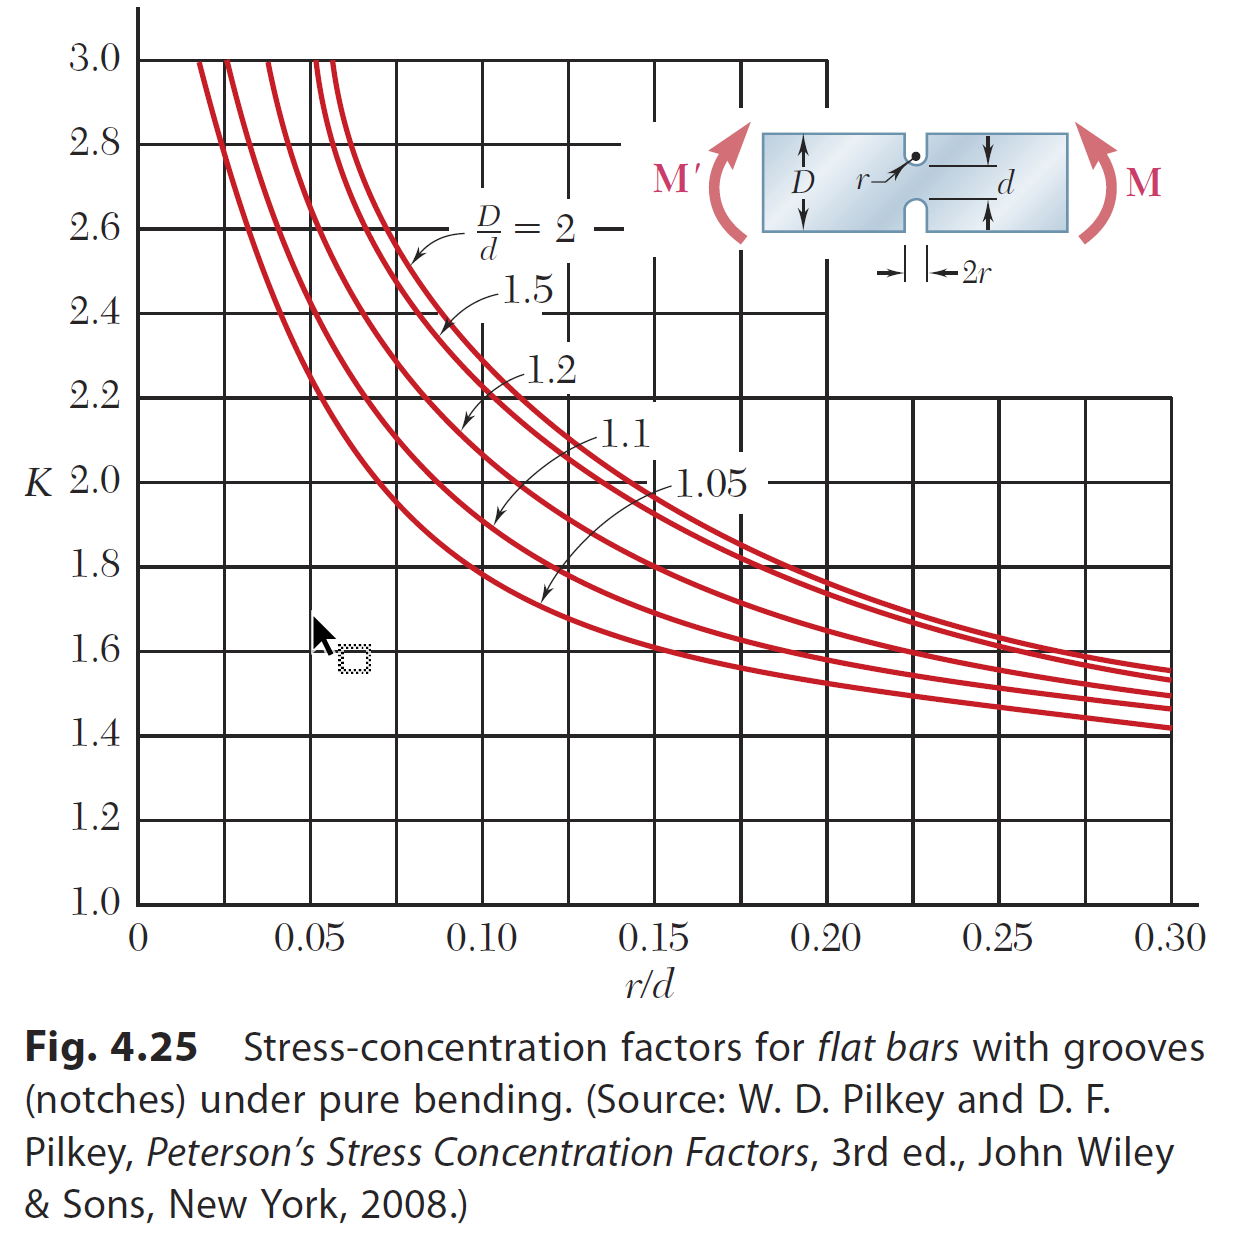 3.0
2.8
2.6
2.4
2.2
K 2.0
1.8
1.6
1.4
1.2
1.0
D/d = 2
1.5
1.2
1.1
1.05
M′
D
r
d
M
2r
0 0.05 0.10 0.15 0.20 0.25 0.30
r/d
Fig. 4.25 Stress-concentration factors for flat bars with grooves
(notches) under pure bending. (Source: W. D. Pilkey and D. F.
Pilkey, Peterson’s Stress Concentration Factors, 3rd ed., John Wiley
& Sons, New York, 2008.)